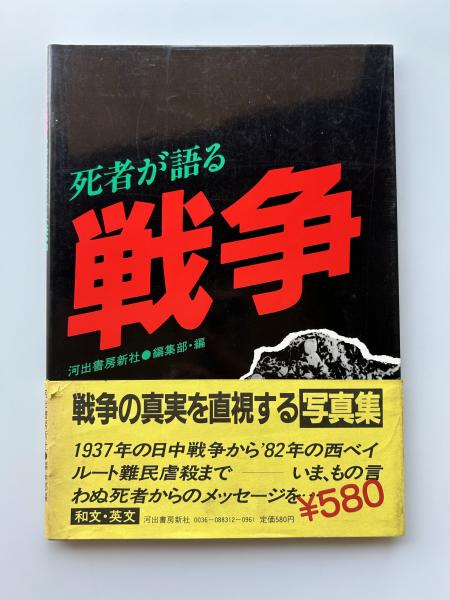 死者が語る
戦争
河出書房新社●編集部・編
戦争の真実を直視する写真集
1937年の日中戦争から'82年の西ベイ
ルート難民虐殺まで――いま、もの言
わぬ死者からのメッセージを…
¥580
和文・英文 河出書房新社 0036-088312-0961 定価580円